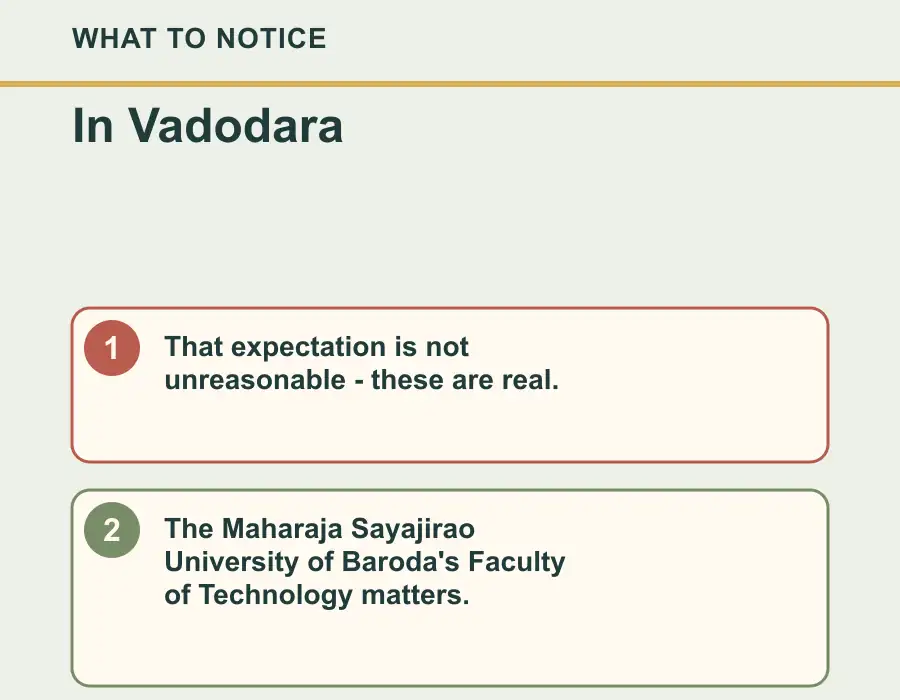 WHAT TO NOTICE
In Vadodara
1
That expectation is not
unreasonable - these are real.
2
The Maharaja Sayajirao
University of Baroda's Faculty
of Technology matters.